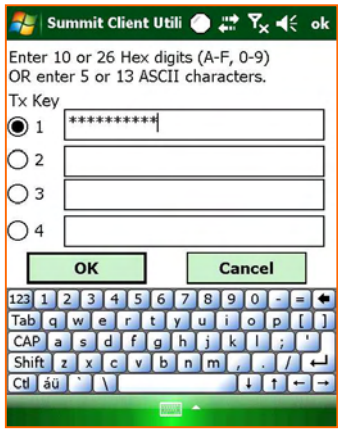 Summit Client Utili ok
Enter 10 or 26 Hex digits (A-F, 0-9)
OR enter 5 or 13 ASCII characters.
Tx Key
1 **********
2
3
4
OK Cancel
123 1 2 3 4 5 6 7 8 9 0 - =
Tab q w e r t y u i o p [ ]
CAP a s d f g h j k l ; '
Shift z x c v b n m , . /
Ctl áü ` \